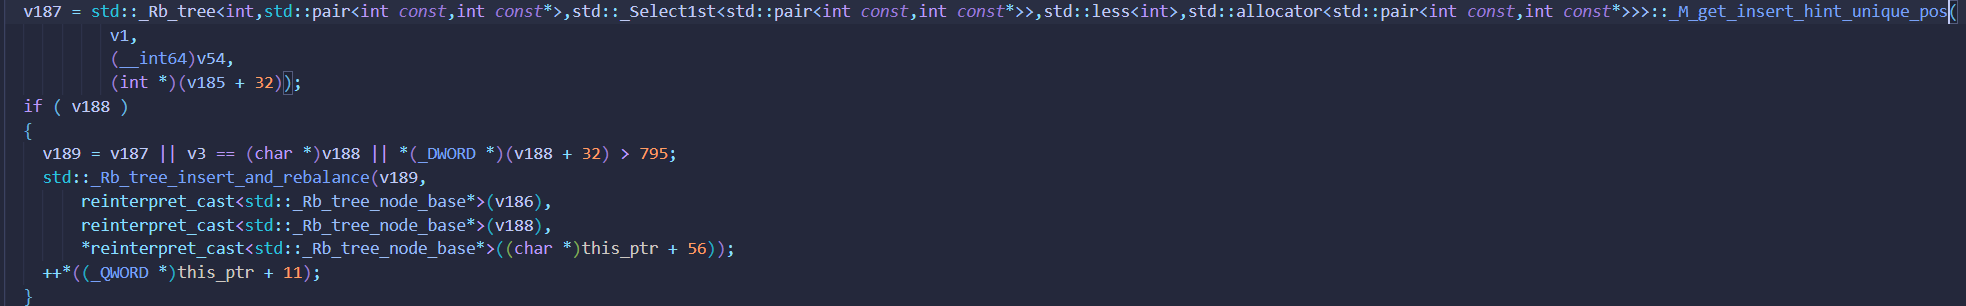 v187 = std::_Rb_tree<int,std::pair<int const,int const*>,std::_Select1st<std::pair<int const,int const*>>,std::less<int>,std::allocator<std::pair<int const,int const*>>>::_M_get_insert_hint_unique_pos(
v1,
(__int64)v54,
(int *)(v185 + 32));
if ( v188 )
{
v189 = v187 || v3 == (char *)v188 || *(_DWORD *)(v188 + 32) > 795;
std::_Rb_tree_insert_and_rebalance(v189,
reinterpret_cast<std::_Rb_tree_node_base*>(v186),
reinterpret_cast<std::_Rb_tree_node_base*>(v188),
*reinterpret_cast<std::_Rb_tree_node_base*>((char *)this_ptr + 56));
++*((_QWORD *)this_ptr + 11);
}